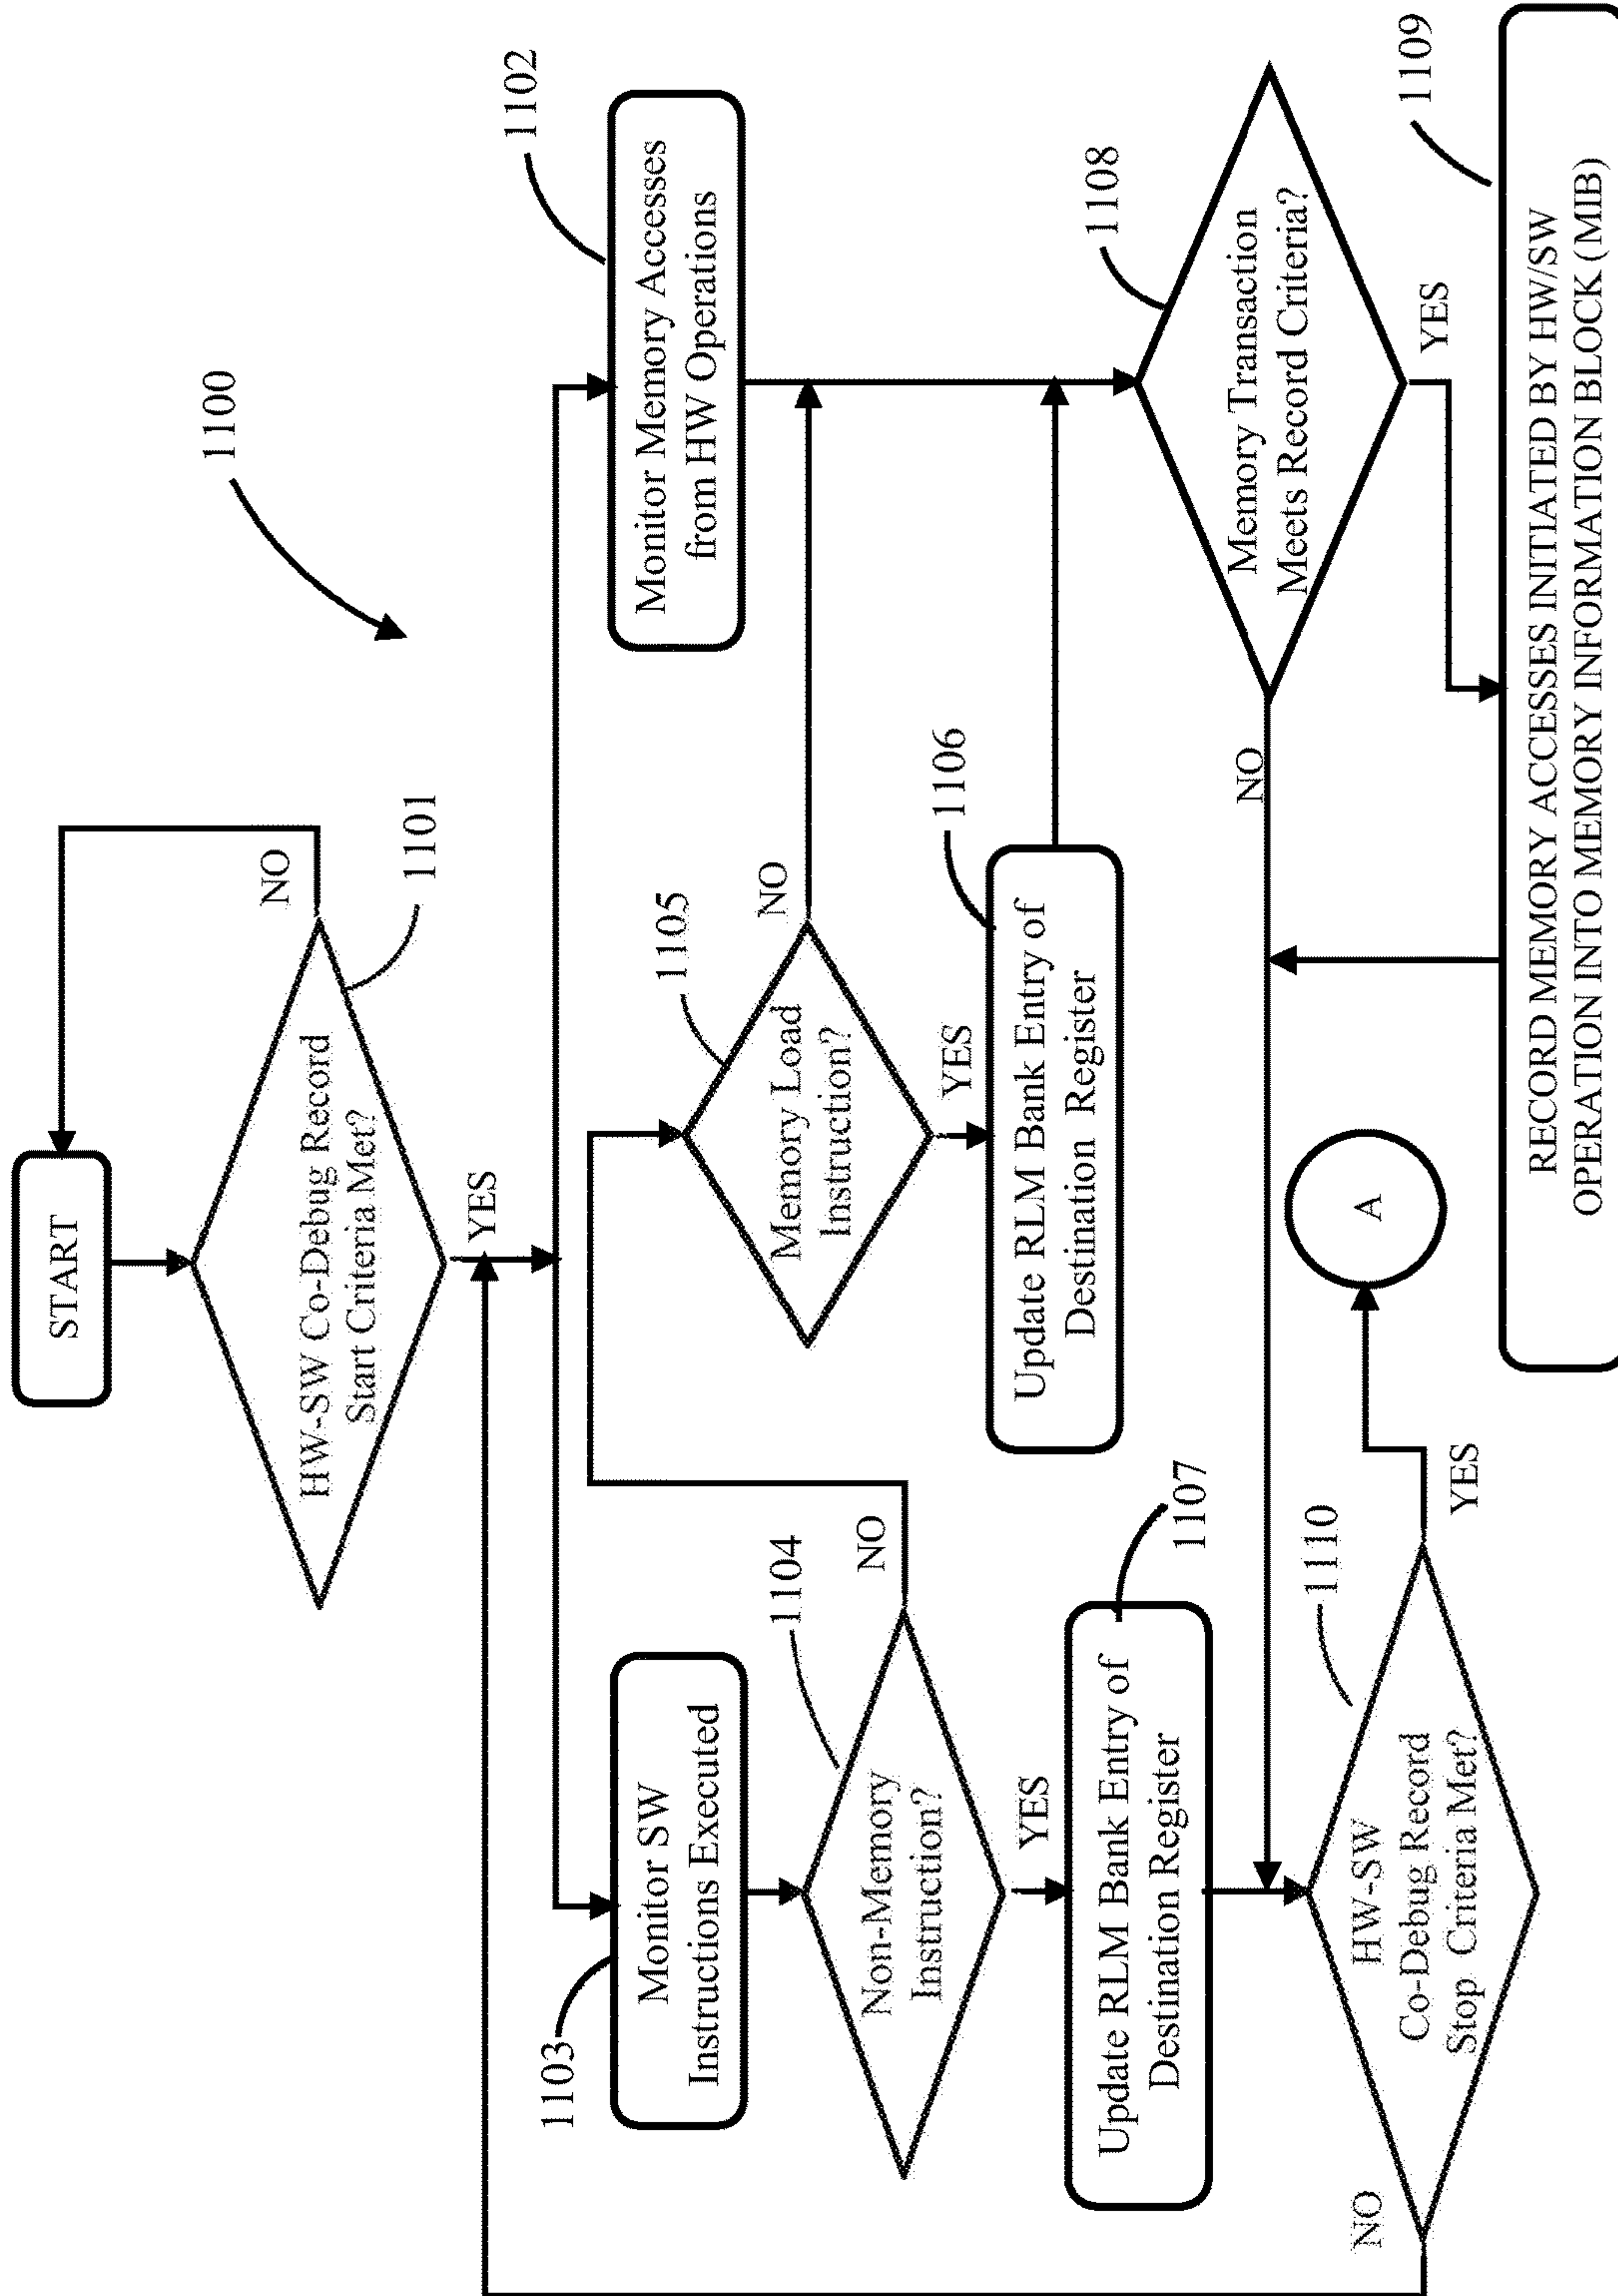 1100
START
HW-SW Co-Debug Record
Start Criteria Met?
NO
1101
YES
1103
Monitor SW
Instructions Executed
1102
Monitor Memory Accesses
from HW Operations
1104
Non-Memory
Instruction?
NO
YES
1105
Memory Load
Instruction?
NO
YES
1106
Update RLM Bank Entry of
Destination Register
1107
Update RLM Bank Entry of
Destination Register
1108
Memory Transaction
Meets Record Criteria?
NO
YES
1110
HW-SW
Co-Debug Record
Stop Criteria Met?
NO
YES
A
1109
RECORD MEMORY ACCESSES INITIATED BY HW/SW
OPERATION INTO MEMORY INFORMATION BLOCK (MIB)